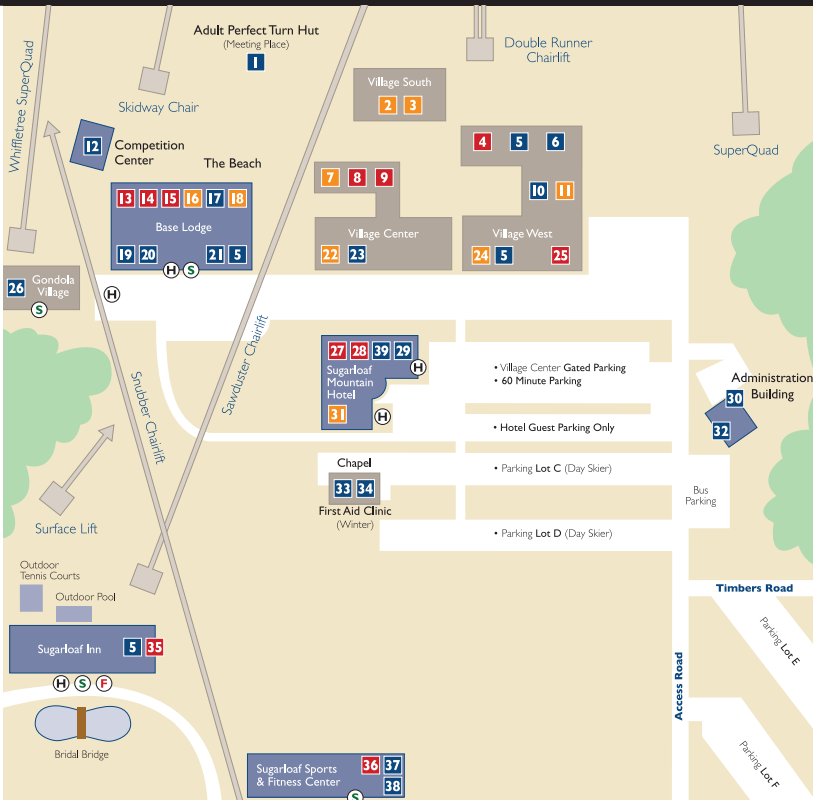 Adult Perfect Turn Hut
(Meeting Place)
1
Double Runner
Chairlift
Whiffletree SuperQuad
Skidway Chair
Village South
2 3
SuperQuad
12
Competition
Center
The Beach
4 5 6
13 14 15 16 17 18
7 8 9
10 11
Base Lodge
Village Center
Village West
19 20 21 5
22 23
24 5 25
H S
26
Gondola
Village
S
H
Sawduster Chairlift
Snubber Chairlift
27 28 39 29
Sugarloaf
Mountain
Hotel
H
31
H
• Village Center Gated Parking
• 60 Minute Parking
Administration
Building
30
32
• Hotel Guest Parking Only
Chapel
33 34
First Aid Clinic
(Winter)
• Parking Lot C (Day Skier)
Bus
Parking
• Parking Lot D (Day Skier)
Surface Lift
Outdoor
Tennis Courts
Outdoor Pool
Timbers Road
Sugarloaf Inn
5 35
H S F
Parking Lot E
Access Road
Bridal Bridge
Parking Lot F
Sugarloaf Sports
& Fitness Center
36 37
38
S